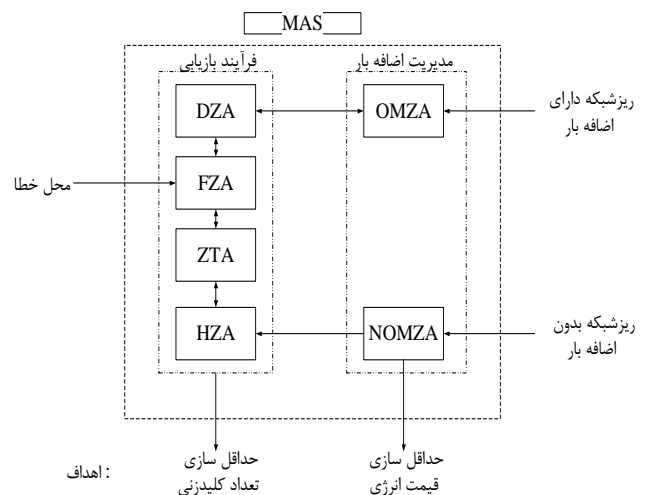 MAS
فرآیند بازیابی
مدیریت اضافه بار
DZA
OMZA
ریزشبکه دارای
اضافه بار
محل خطا
FZA
ZTA
HZA
NOMZA
ریزشبکه بدون
اضافه بار
اهداف :
حداقل سازی
تعداد کلیدزنی
حداقل سازی
قیمت انرژی